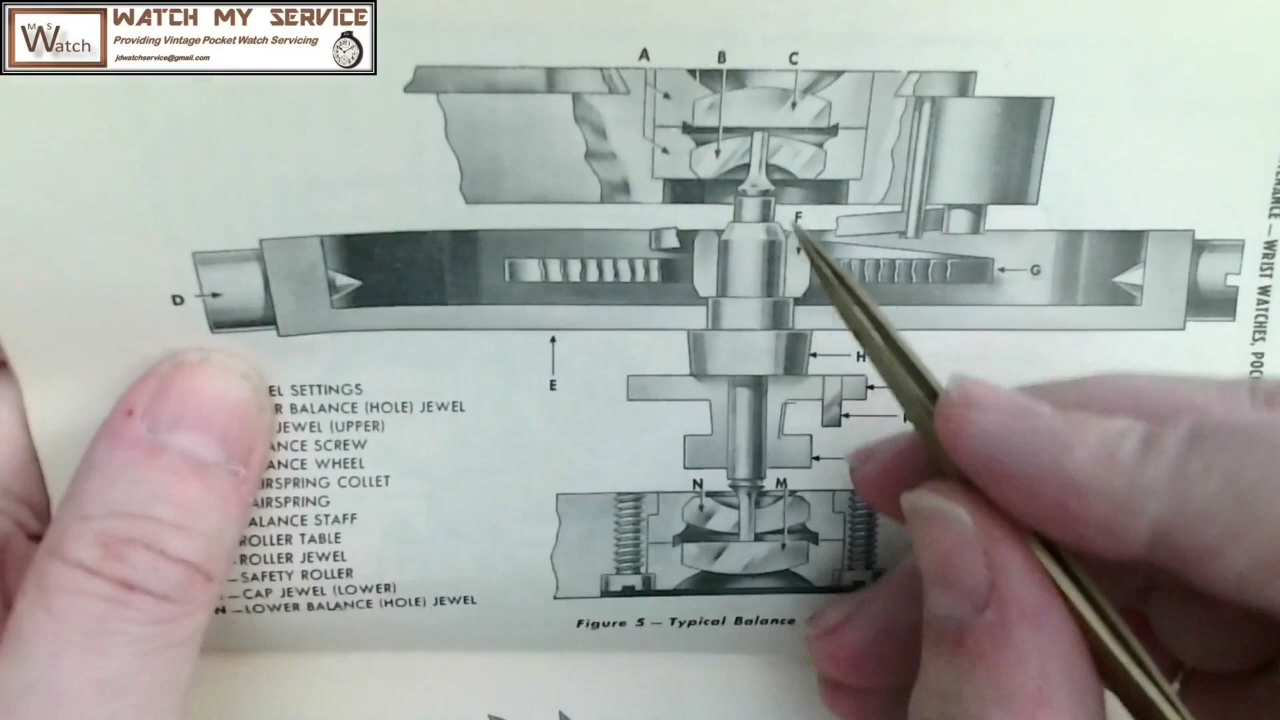 M S
Watch
WATCH MY SERVICE
Providing Vintage Pocket Watch Servicing
jdwatchservice@gmail.com
A B C
F
D
G
E
H
EL SETTINGS
R BALANCE (HOLE) JEWEL
JEWEL (UPPER)
ANCE SCREW
ANCE WHEEL
AIRSPRING COLLET
AIRSPRING
ALANCE STAFF
ROLLER TABLE
ROLLER JEWEL
—SAFETY ROLLER
—CAP JEWEL (LOWER)
N —LOWER BALANCE (HOLE) JEWEL
N M
Figure 5 — Typical Balance
— WRIST WATCHES, POC